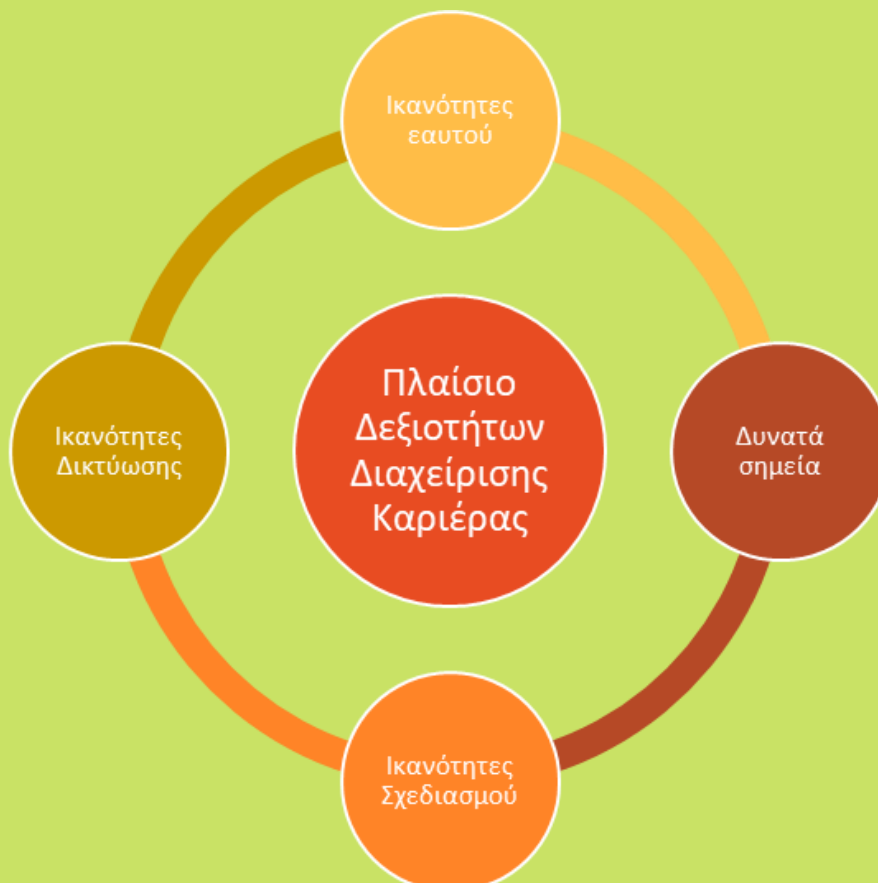 Ικανότητες
εαυτού
Πλαίσιο
Δεξιοτήτων
Διαχείρισης
Καριέρας
Ικανότητες
Δικτύωσης
Δυνατά
σημεία
Ικανότητες
Σχεδιασμού